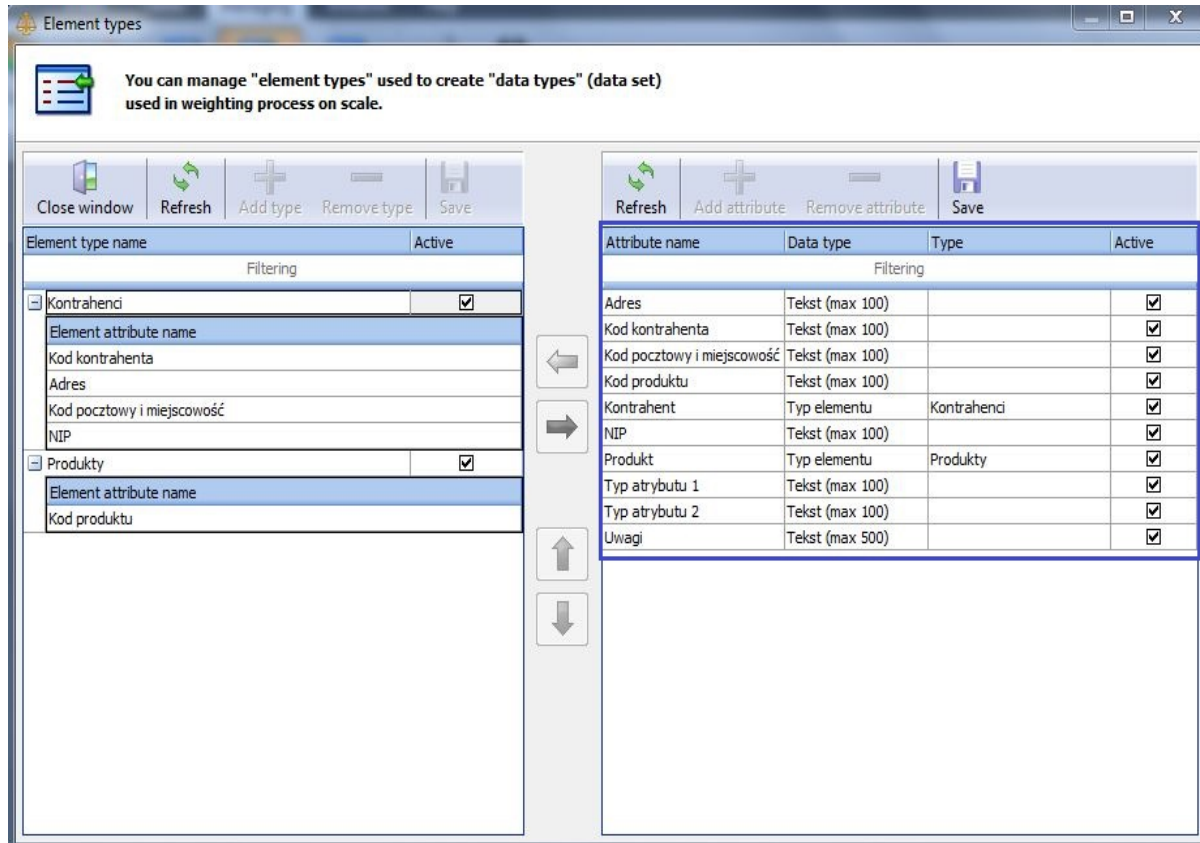 Element types
You can manage "element types" used to create "data types" (data set)
used in weighting process on scale.
Close window Refresh Add type Remove type Save
Element type name Active
Filtering
Kontrahenci
Element attribute name
Kod kontrahenta
Adres
Kod pocztowy i miejscowość
NIP
Produkty
Element attribute name
Kod produktu
Refresh Add attribute Remove attribute Save
Attribute name Data type Type Active
Filtering
Adres Tekst (max 100)
Kod kontrahenta Tekst (max 100)
Kod pocztowy i miejscowość Tekst (max 100)
Kod produktu Tekst (max 100)
Kontrahent Typ elementu Kontrahenci
NIP Tekst (max 100)
Produkt Typ elementu Produkty
Typ atrybutu 1 Tekst (max 100)
Typ atrybutu 2 Tekst (max 100)
Uwagi Tekst (max 500)